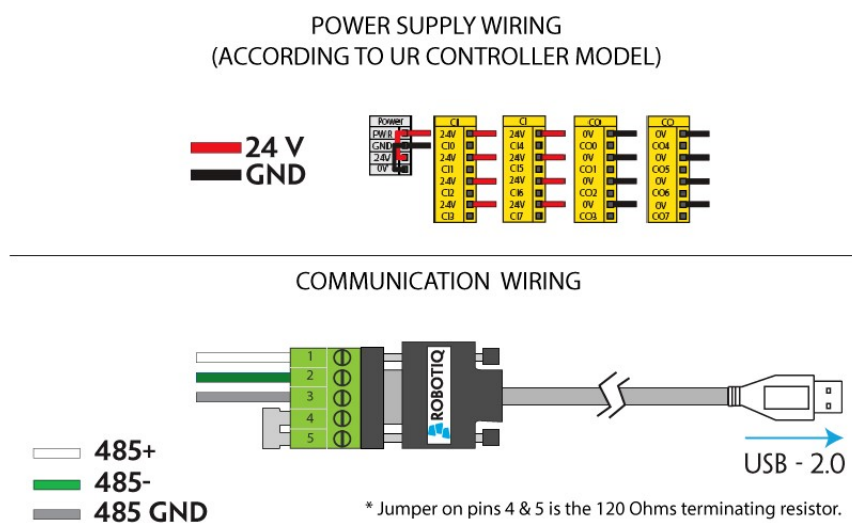 POWER SUPPLY WIRING
(ACCORDING TO UR CONTROLLER MODEL)
24 V
GND
Power
PWR
GND
24V
0V
CI
24V
CI0
24V
CI1
24V
CI2
24V
CI3
CI
24V
CI4
24V
CI5
24V
CI6
24V
CI7
CO
0V
CO0
0V
CO1
0V
CO2
0V
CO3
CO
0V
CO4
0V
CO5
0V
CO6
0V
CO7
COMMUNICATION WIRING
1
2
3
4
5
ROBOTIQ
485+
485-
485 GND
USB - 2.0
* Jumper on pins 4 & 5 is the 120 Ohms terminating resistor.